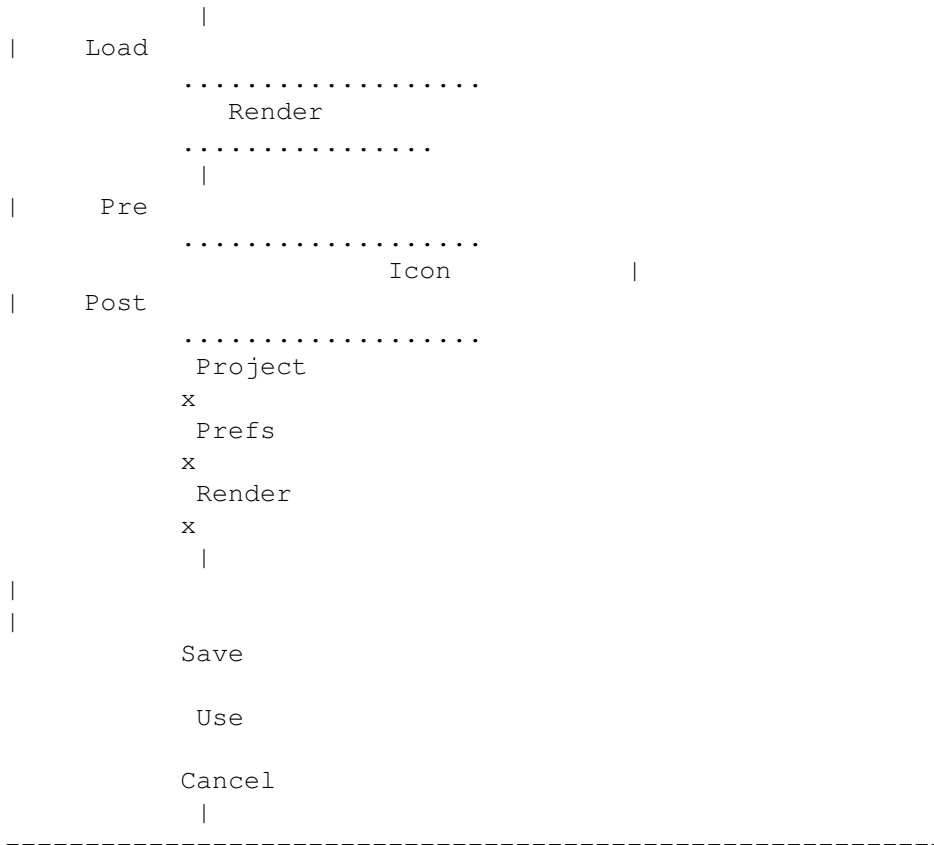 |
| Load
...................
Render
................
|
| Pre
...................
Icon |
| Post
...................
Project
x
Prefs
x
Render
x
|
|
|
Save
Use
Cancel
|
-----------------------------------------------------------